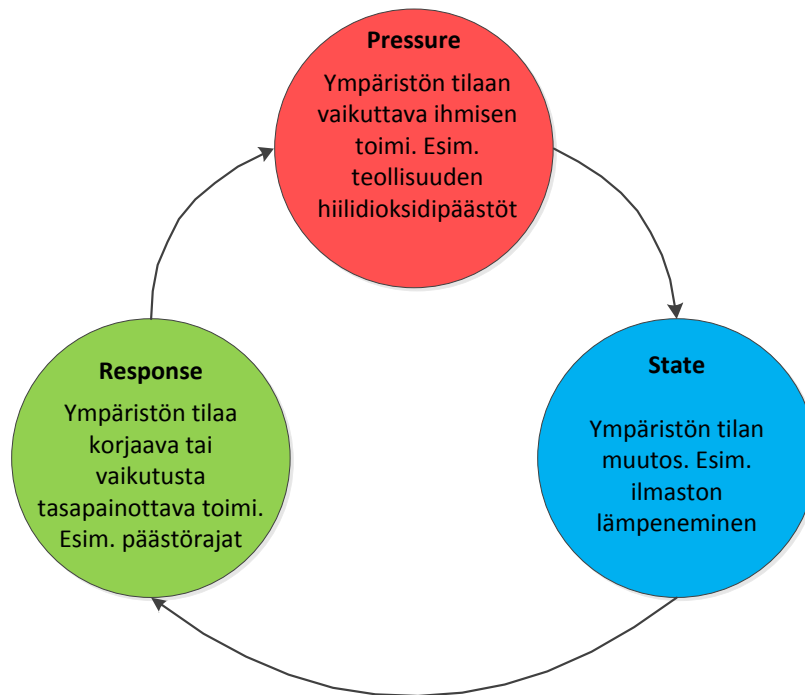 Pressure
Ympäristön tilaan
vaikuttava ihmisen
toimi. Esim.
teollisuuden
hiilidioksidipäästöt
State
Ympäristön tilan
muutos. Esim.
ilmaston
lämpeneminen
Response
Ympäristön tilaa
korjaava tai
vaikutusta
tasapainottava toimi.
Esim. päästörajat